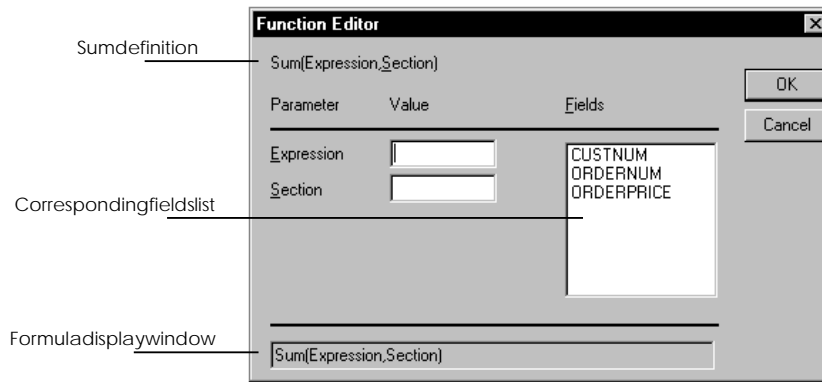 Function Editor
Sumdefinition
Sum(Expression,Section)
OK
Parameter Value Fields
Cancel
Expression
CUSTNUM
ORDERNUM
Section
ORDERPRICE
Correspondingfieldslist
Formuladisplaywindow
Sum(Expression,Section)